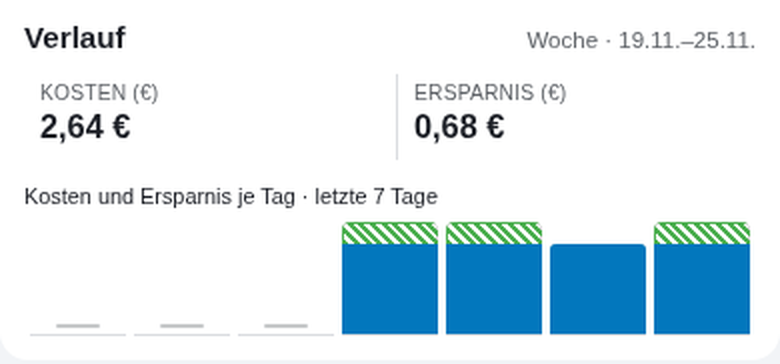 Verlauf
Woche · 19.11.–25.11.
KOSTEN (€)
2,64 €
ERSPARNIS (€)
0,68 €
Kosten und Ersparnis je Tag · letzte 7 Tage